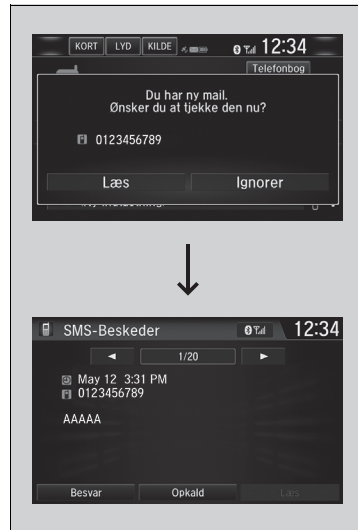 KORT LYD KILDE 12:34
Telefonbog
Du har ny mail.
Ønsker du at tjekke den nu?
0123456789
Læs Ignorer
SMS-Beskeder 12:34
1/20
May 12 3:31 PM
0123456789
AAAAA
Besvar Opkald Læs